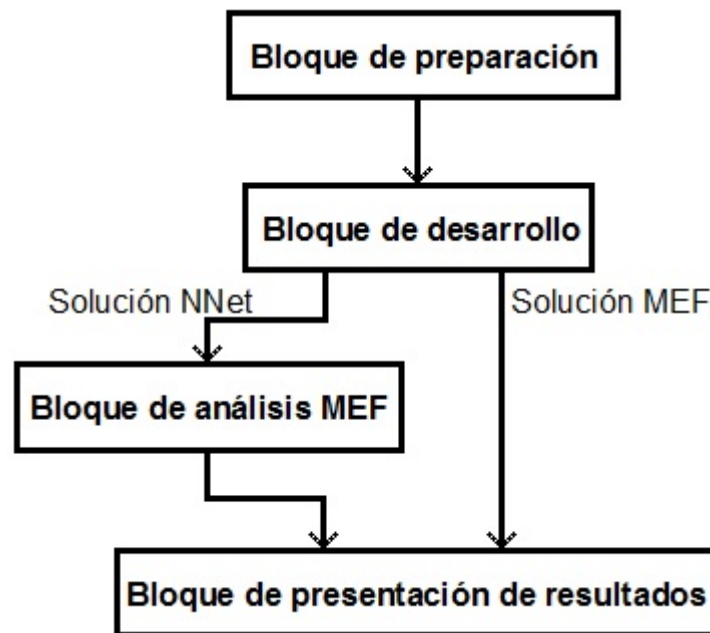 Bloque de preparación
Bloque de desarrollo
Solución NNet
Solución MEF
Bloque de análisis MEF
Bloque de presentación de resultados